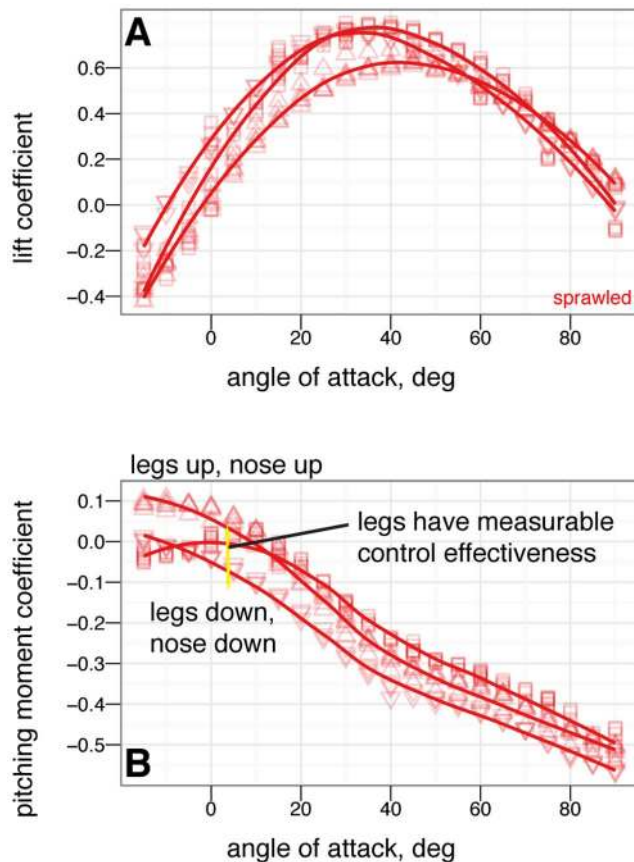 A
lift coefficient
0.6
0.4
0.2
0.0
−0.2
−0.4
sprawled
0 20 40 60 80
angle of attack, deg
legs up, nose up
pitching moment coefficient
0.1
0.0
−0.1
−0.2
−0.3
−0.4
−0.5
legs have measurable
control effectiveness
legs down,
nose down
B
0 20 40 60 80
angle of attack, deg